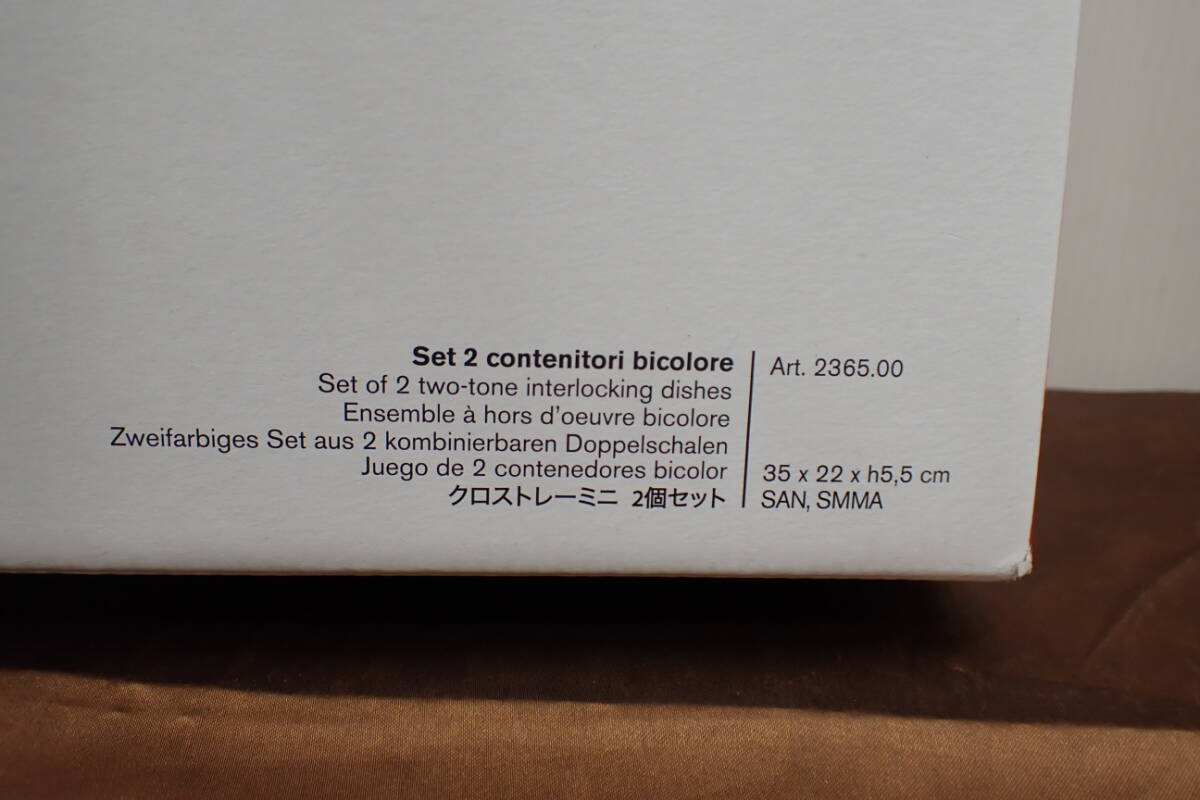 Set 2 contenitori bicolore
Set of 2 two-tone interlocking dishes
Ensemble à hors d'oeuvre bicolore
Zweifarbiges Set aus 2 kombinierbaren Doppelschalen
Juego de 2 contenedores bicolor
クロストレーミニ 2個セット
Art. 2365.00
35 x 22 x h5,5 cm
SAN, SMMA